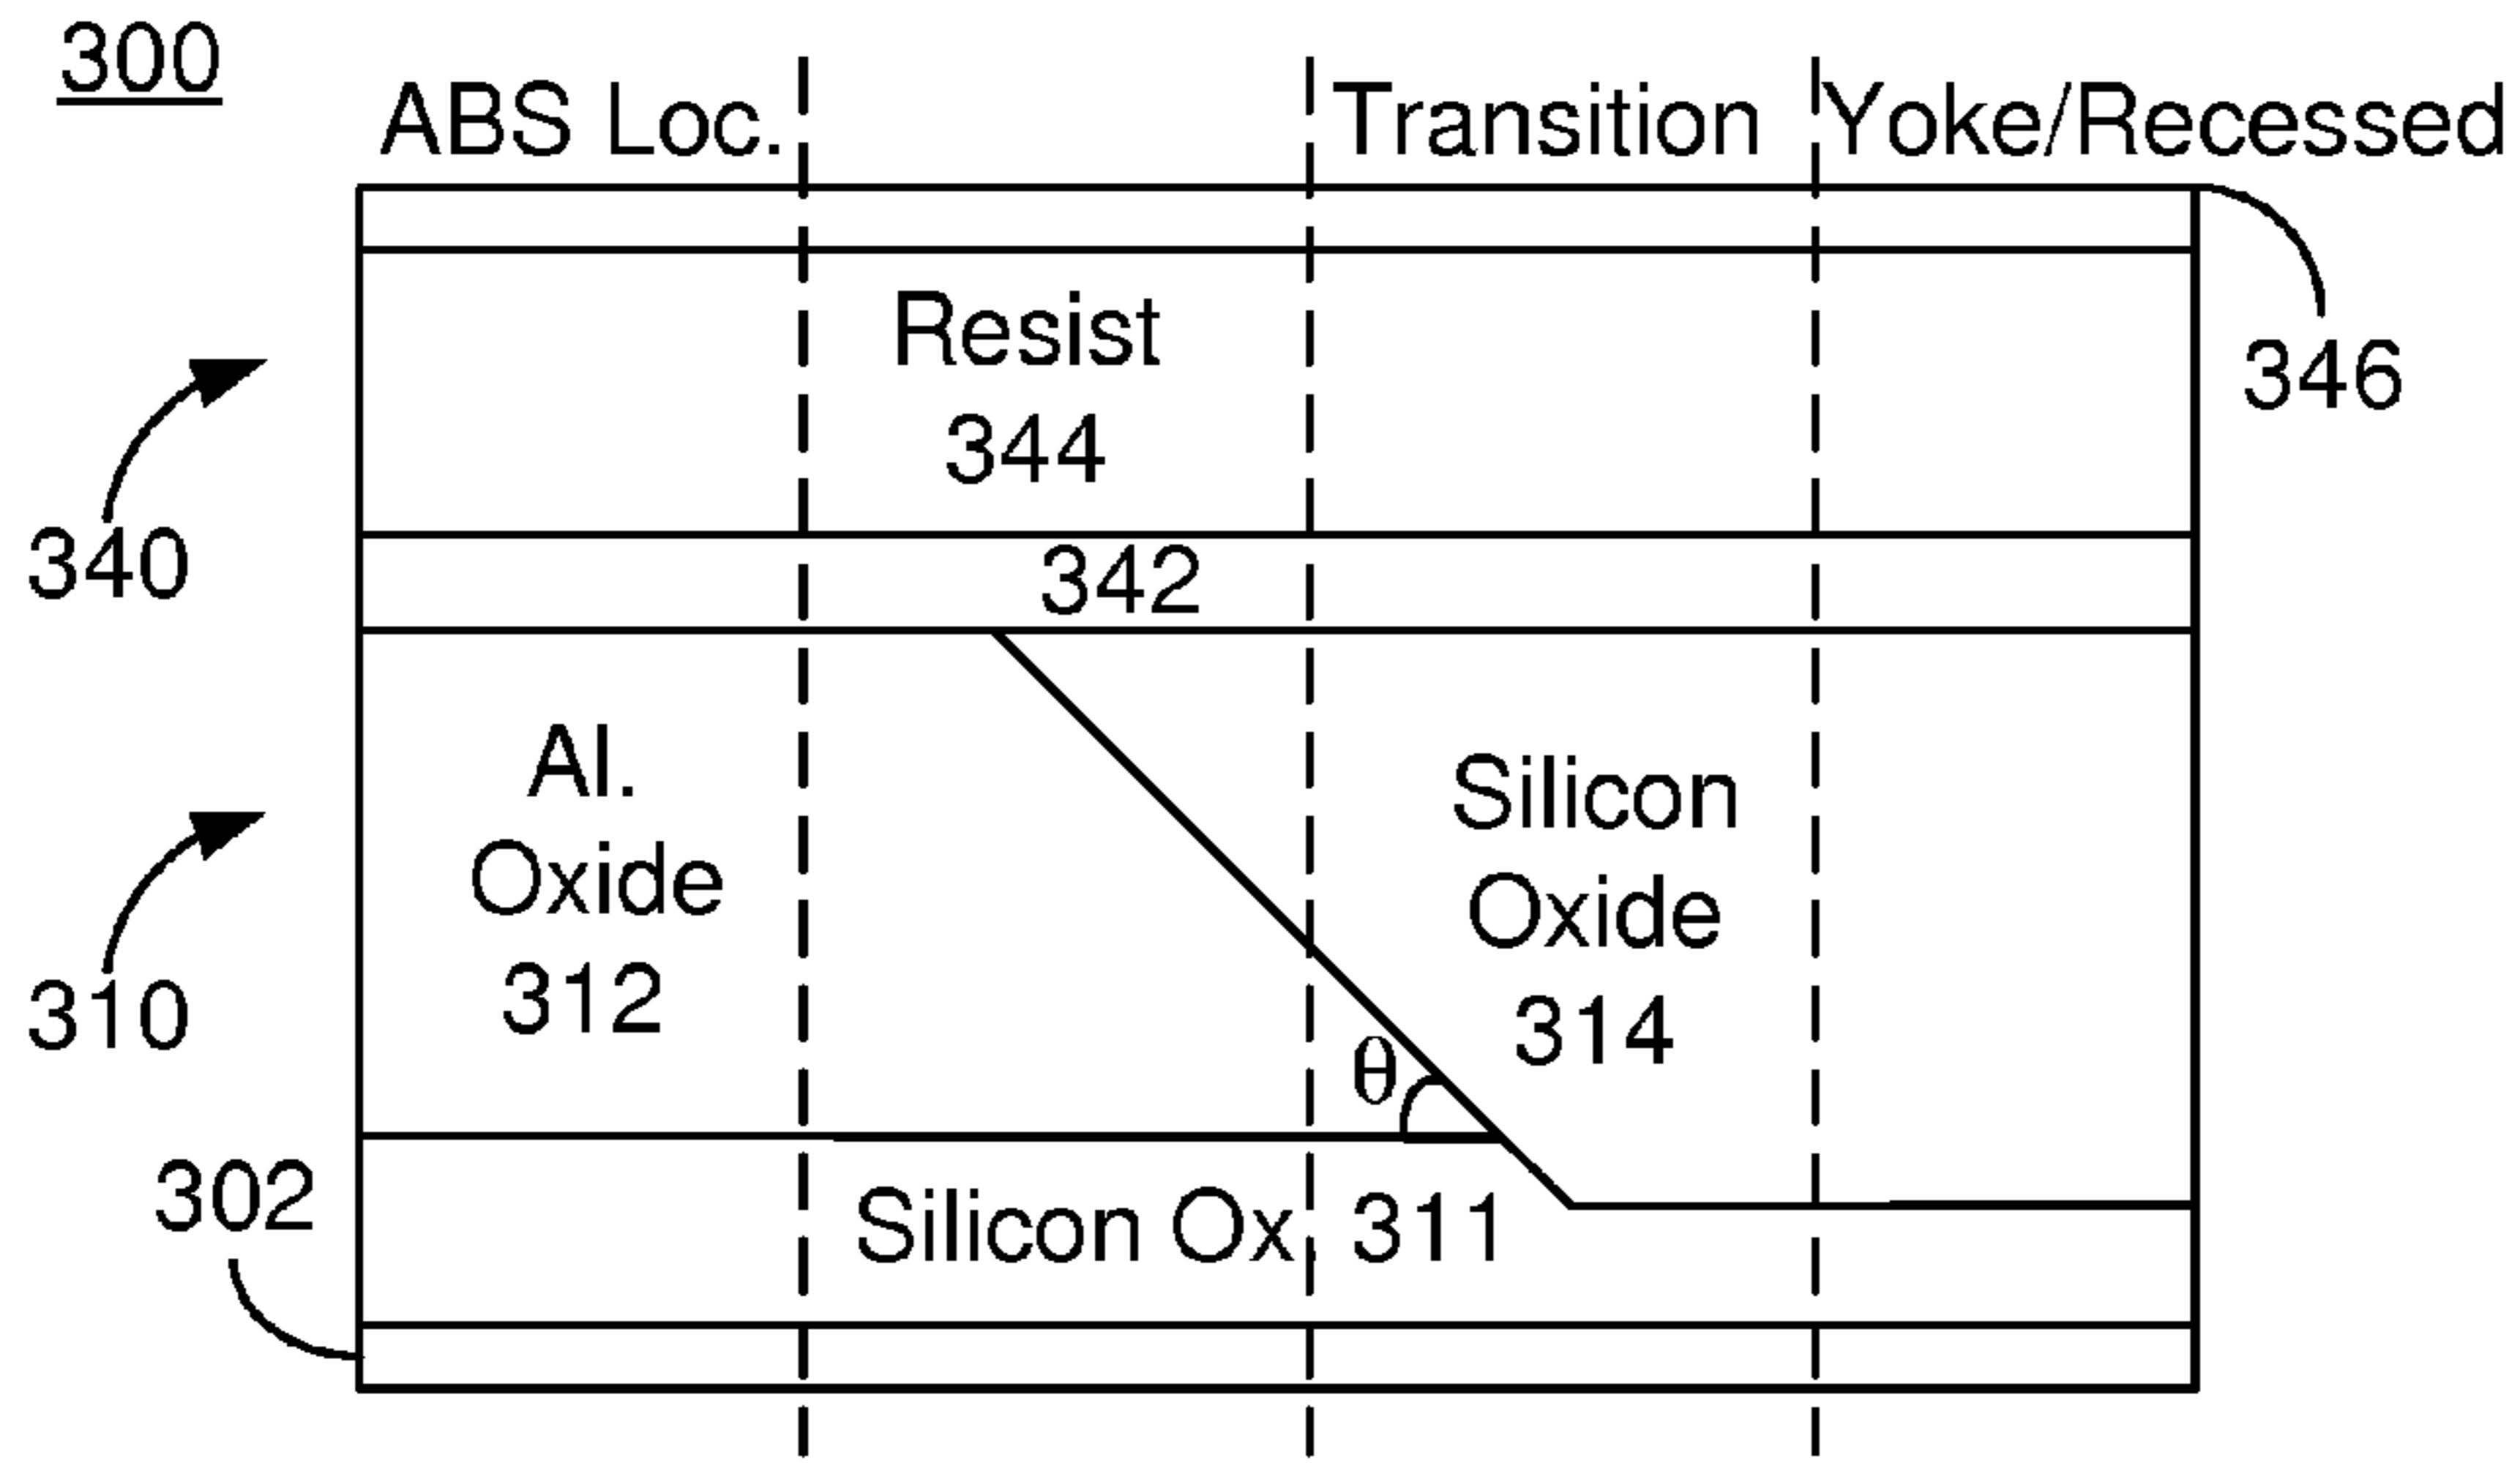 300
ABS Loc.
Transition
Yoke/Recessed
Resist
344
346
340
342
Al.
Oxide
312
Silicon
Oxide
314
310
θ
302
Silicon Ox. 311